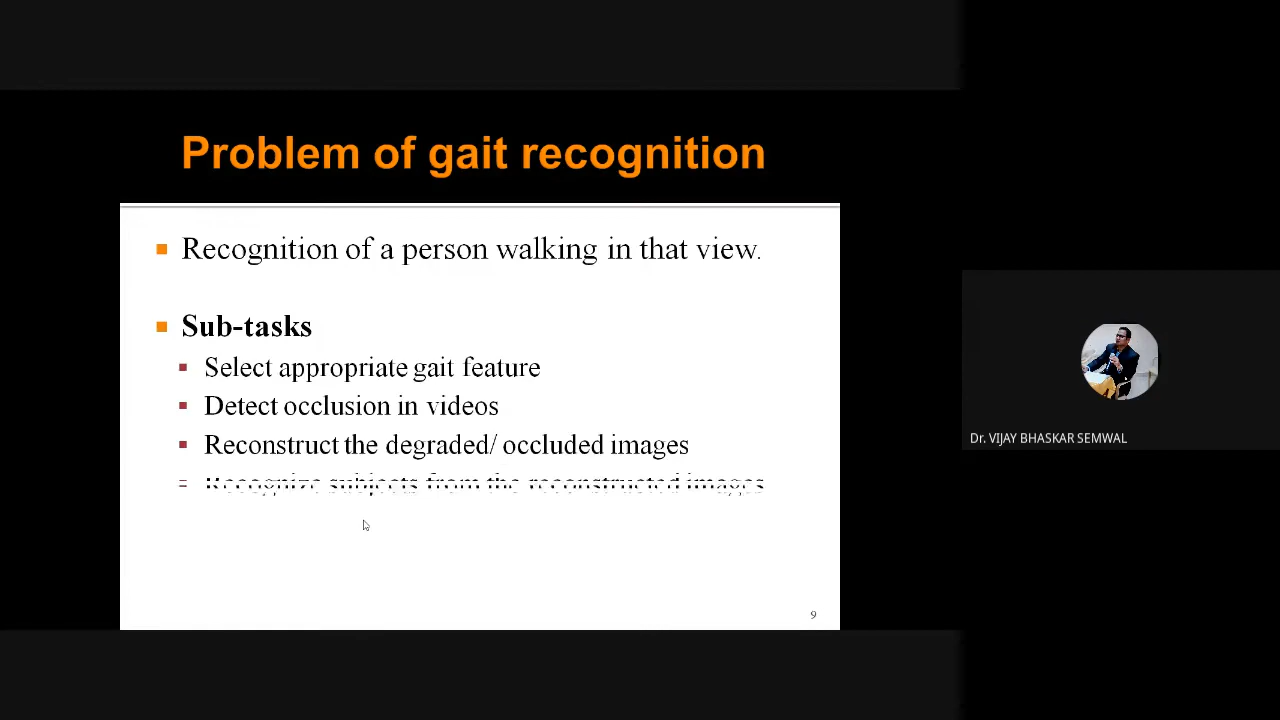 Problem of gait recognition
Recognition of a person walking in that view.
Sub-tasks
Select appropriate gait feature
Detect occlusion in videos
Reconstruct the degraded/ occluded images
Recognize subjects from the reconstructed images
9
Dr. VIJAY BHASKAR SEMWAL